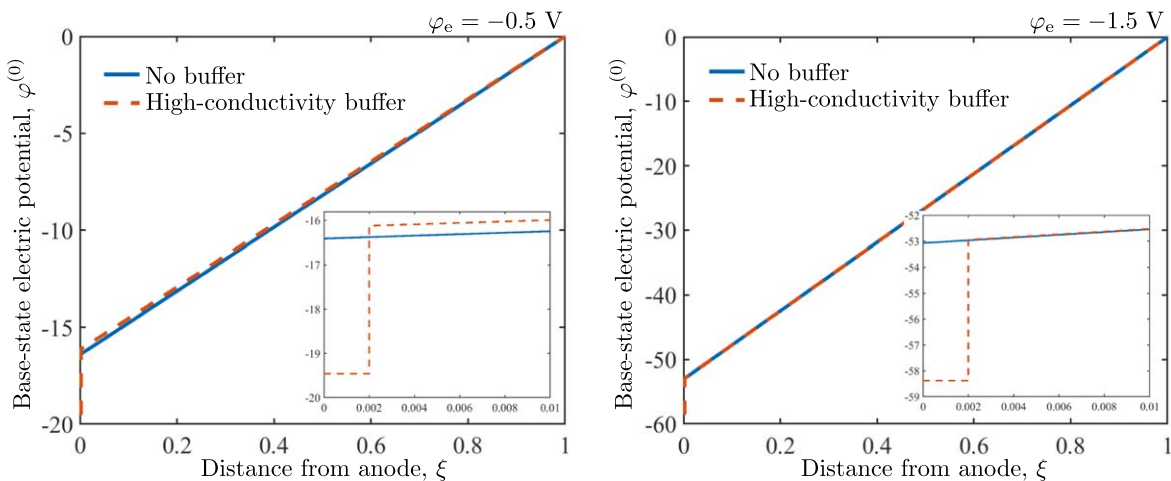 φe = −0.5 V
Base-state electric potential, φ(0)
0
-5
-10
-15
-20
No buffer
High-conductivity buffer
-16
-17
-18
-19
-20
0 0.002 0.004 0.006 0.008 0.01
0 0.2 0.4 0.6 0.8 1
Distance from anode, ξ
φe = −1.5 V
Base-state electric potential, φ(0)
0
-10
-20
-30
-40
-50
-60
No buffer
High-conductivity buffer
-52
-53
-54
-55
-56
-57
-58
-59
0 0.002 0.004 0.006 0.008 0.01
0 0.2 0.4 0.6 0.8 1
Distance from anode, ξ